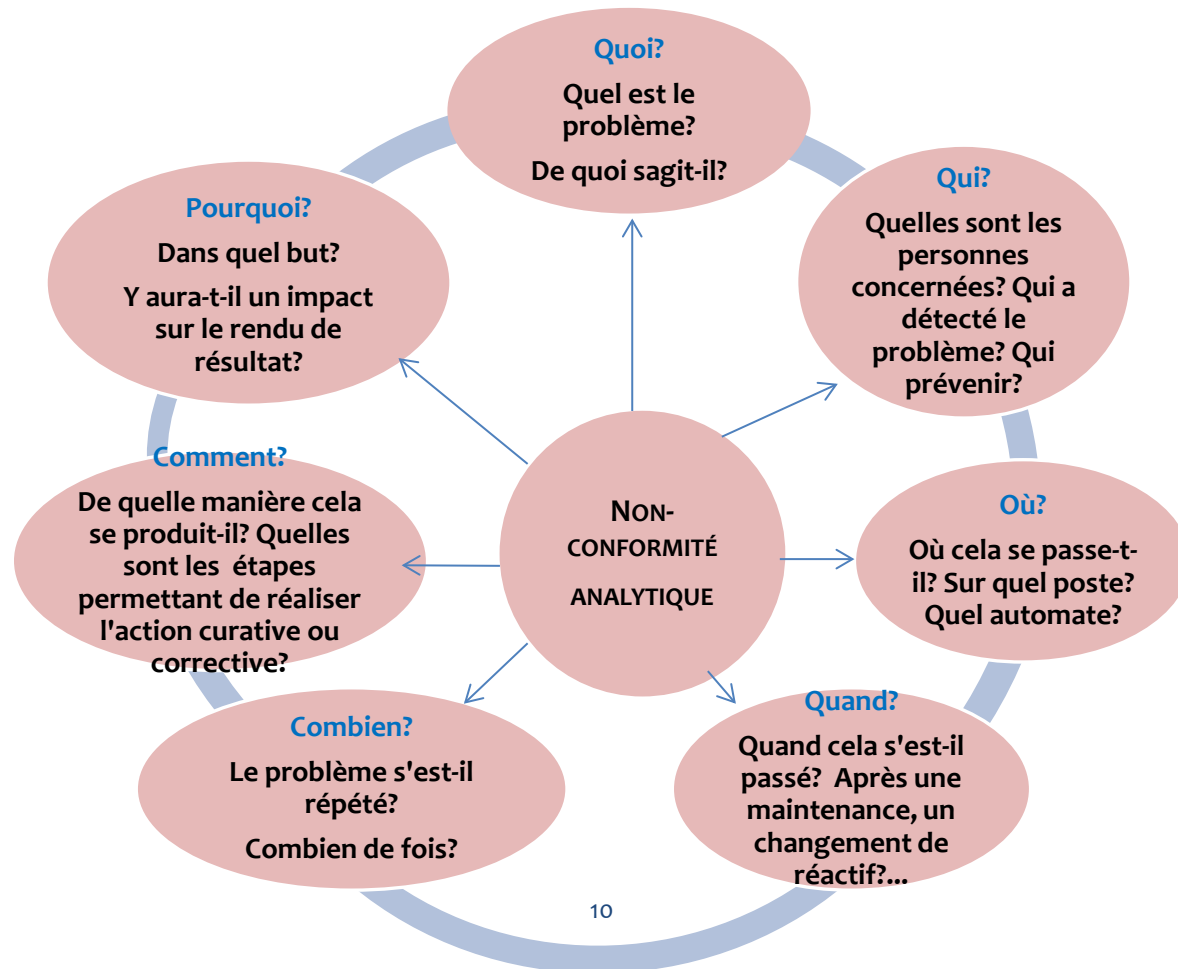 Quoi?
Quel est le
problème?
De quoi sagit-il?
Qui?
Quelles sont les
personnes
concernées? Qui a
détecté le
problème? Qui
prévenir?
Où?
Où cela se passe-t-
il? Sur quel poste?
Quel automate?
Quand?
Quand cela s'est-il
passé?  Après une
maintenance, un
changement de
réactif?...
Combien?
Le problème s'est-il
répété?
Combien de fois?
Comment?
De quelle manière cela
se produit-il? Quelles
sont les  étapes
permettant de réaliser
l'action curative ou
corrective?
Pourquoi?
Dans quel but?
Y aura-t-il un impact
sur le rendu de
résultat?
NON-
CONFORMITÉ
ANALYTIQUE
10